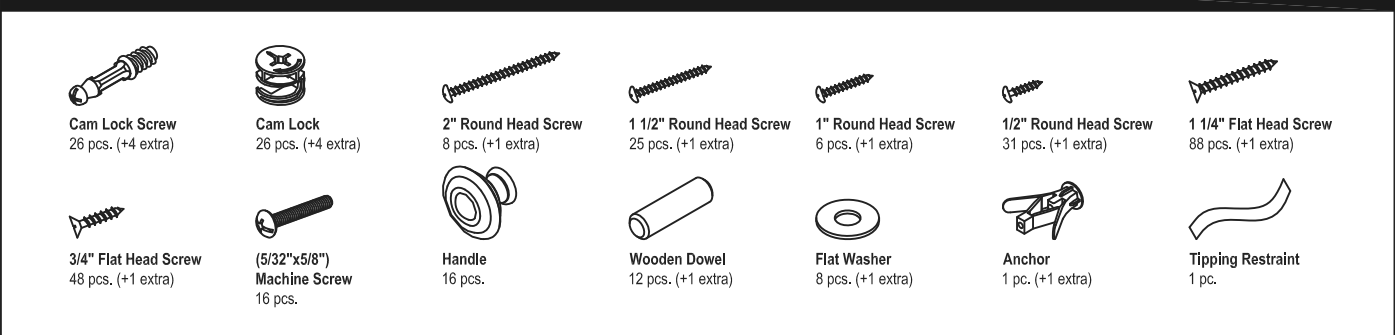 Cam Lock Screw
26 pcs. (+4 extra)
Cam Lock
26 pcs. (+4 extra)
2" Round Head Screw
8 pcs. (+1 extra)
1 1/2" Round Head Screw
25 pcs. (+1 extra)
1" Round Head Screw
6 pcs. (+1 extra)
1/2" Round Head Screw
31 pcs. (+1 extra)
1 1/4" Flat Head Screw
88 pcs. (+1 extra)
3/4" Flat Head Screw
48 pcs. (+1 extra)
(5/32"x5/8")
Machine Screw
16 pcs.
Handle
16 pcs.
Wooden Dowel
12 pcs. (+1 extra)
Flat Washer
8 pcs. (+1 extra)
Anchor
1 pc. (+1 extra)
Tipping Restraint
1 pc.